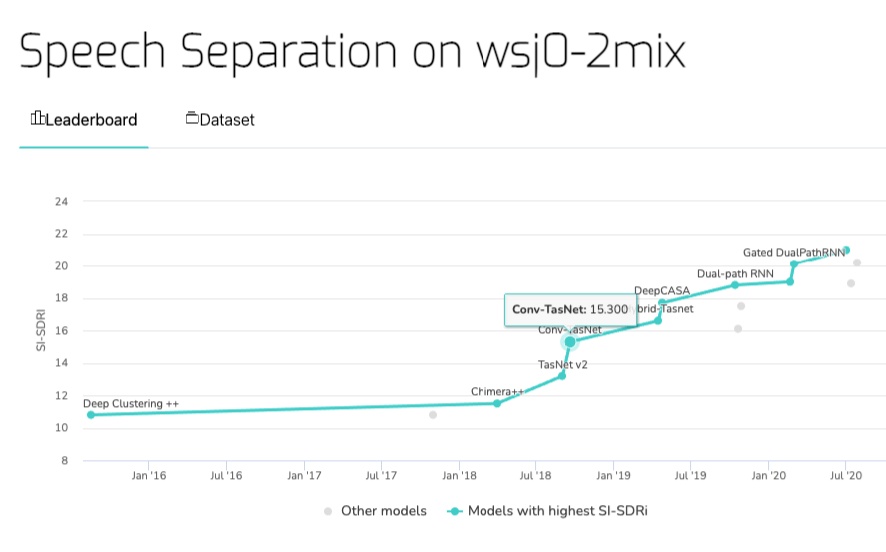 Speech Separation on wsj0-2mix
Leaderboard Dataset
24
22
20
18
16
14
12
10
8
SI-SDRi
Gated DualPathRNN
Dual-path RNN
DeepCASA
Conv-TasNet: 15.300
brid-Tasnet
Conv-TasNet
TasNet v2
Chimera++
Deep Clustering ++
Jan '16 Jul '16 Jan '17 Jul '17 Jan '18 Jul '18 Jan '19 Jul '19 Jan '20 Jul '20
Other models Models with highest SI-SDRi